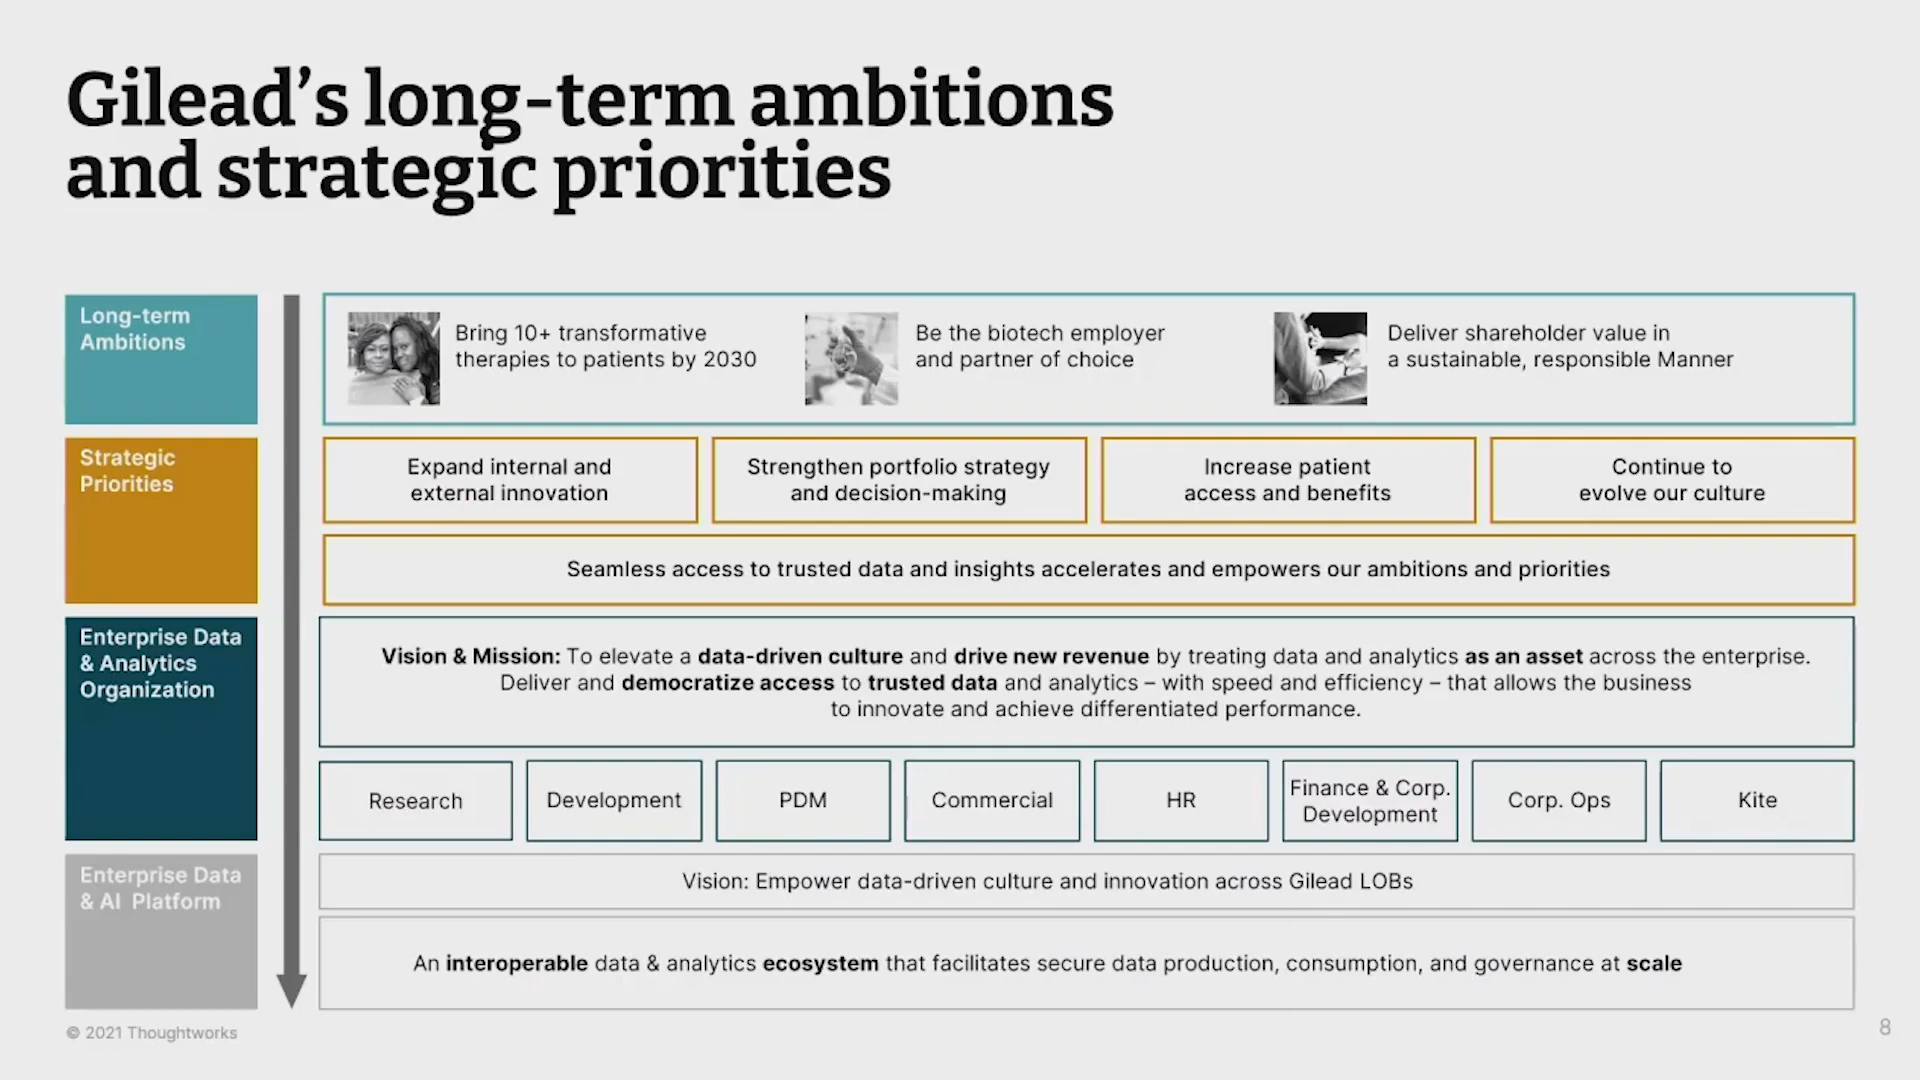 Gilead’s long-term ambitions
and strategic priorities
Long-term
Ambitions
Bring 10+ transformative
therapies to patients by 2030
Be the biotech employer
and partner of choice
Deliver shareholder value in
a sustainable, responsible Manner
Strategic
Priorities
Expand internal and
external innovation
Strengthen portfolio strategy
and decision-making
Increase patient
access and benefits
Continue to
evolve our culture
Seamless access to trusted data and insights accelerates and empowers our ambitions and priorities
Enterprise Data
& Analytics
Organization
Vision & Mission: To elevate a data-driven culture and drive new revenue by treating data and analytics as an asset across the enterprise.
Deliver and democratize access to trusted data and analytics – with speed and efficiency – that allows the business
to innovate and achieve differentiated performance.
Research
Development
PDM
Commercial
HR
Finance & Corp.
Development
Corp. Ops
Kite
Enterprise Data
& AI Platform
Vision: Empower data-driven culture and innovation across Gilead LOBs
An interoperable data & analytics ecosystem that facilitates secure data production, consumption, and governance at scale
© 2021 Thoughtworks
8